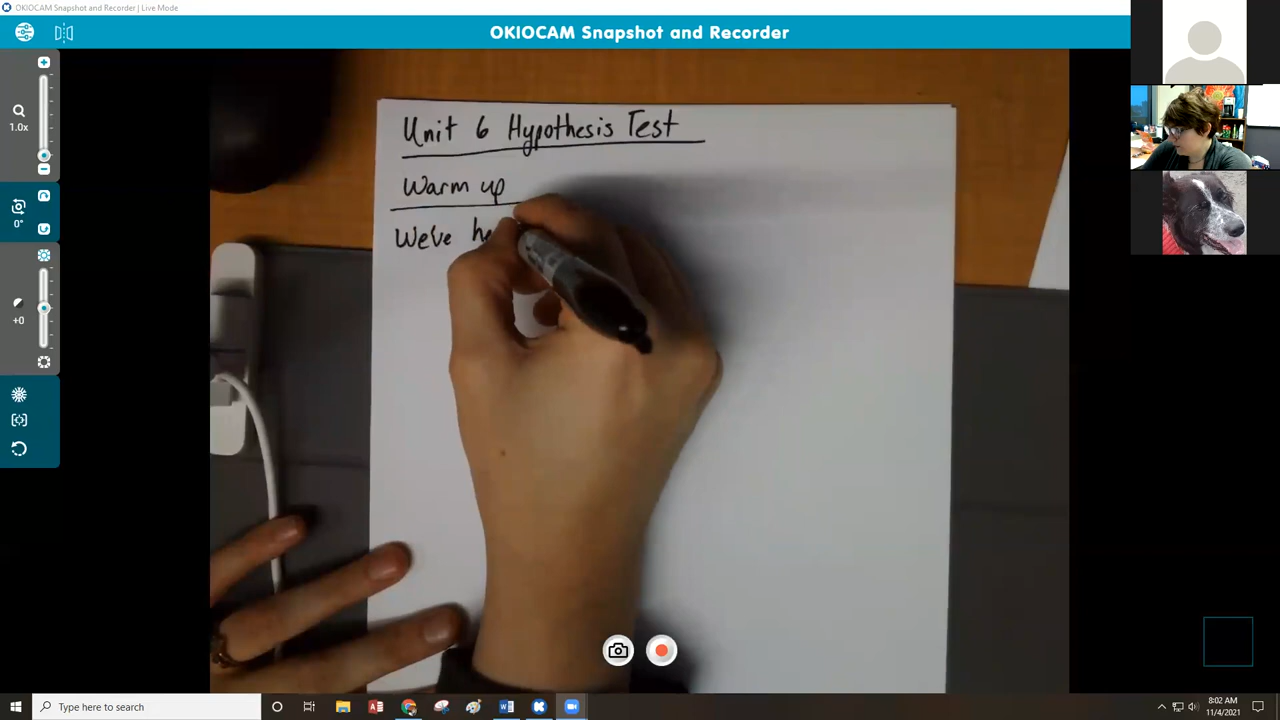 OKIOCAM Snapshot and Recorder | Live Mode
OKIOCAM Snapshot and Recorder
1.0x
0°
+0
Unit 6 Hypothesis Test
Warm up
We've he
Type here to search
8:02 AM
11/4/2021